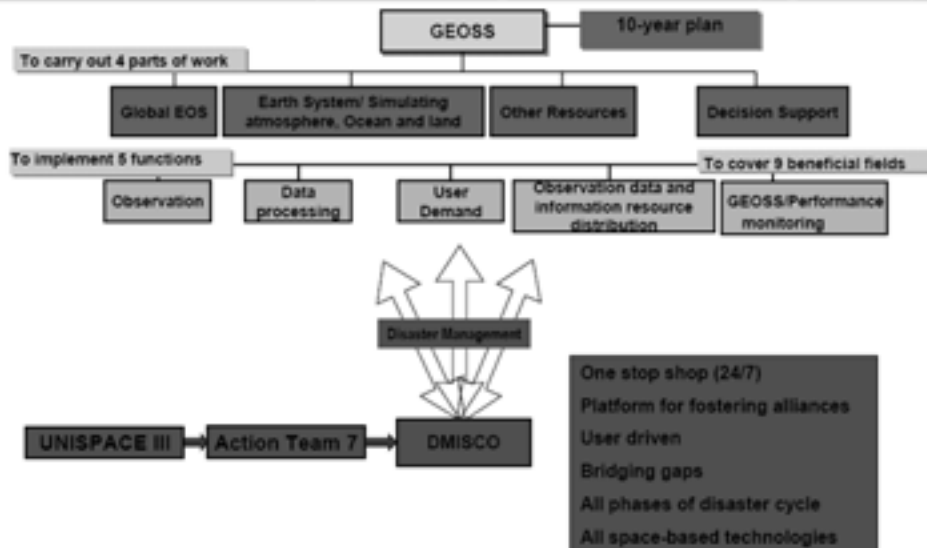 GEOSS
10-year plan
To carry out 4 parts of work
Global EOS
Earth System/ Simulating
atmosphere, Ocean and land
Other Resources
Decision Support
To implement 5 functions
To cover 9 beneficial fields
Observation
Data
processing
User
Demand
Observation data and
information resource
distribution
GEOSS/Performance
monitoring
Disaster Management
One stop shop (24/7)
Platform for fostering alliances
User driven
Bridging gaps
All phases of disaster cycle
All space-based technologies
UNISPACE III
Action Team 7
DMISCO